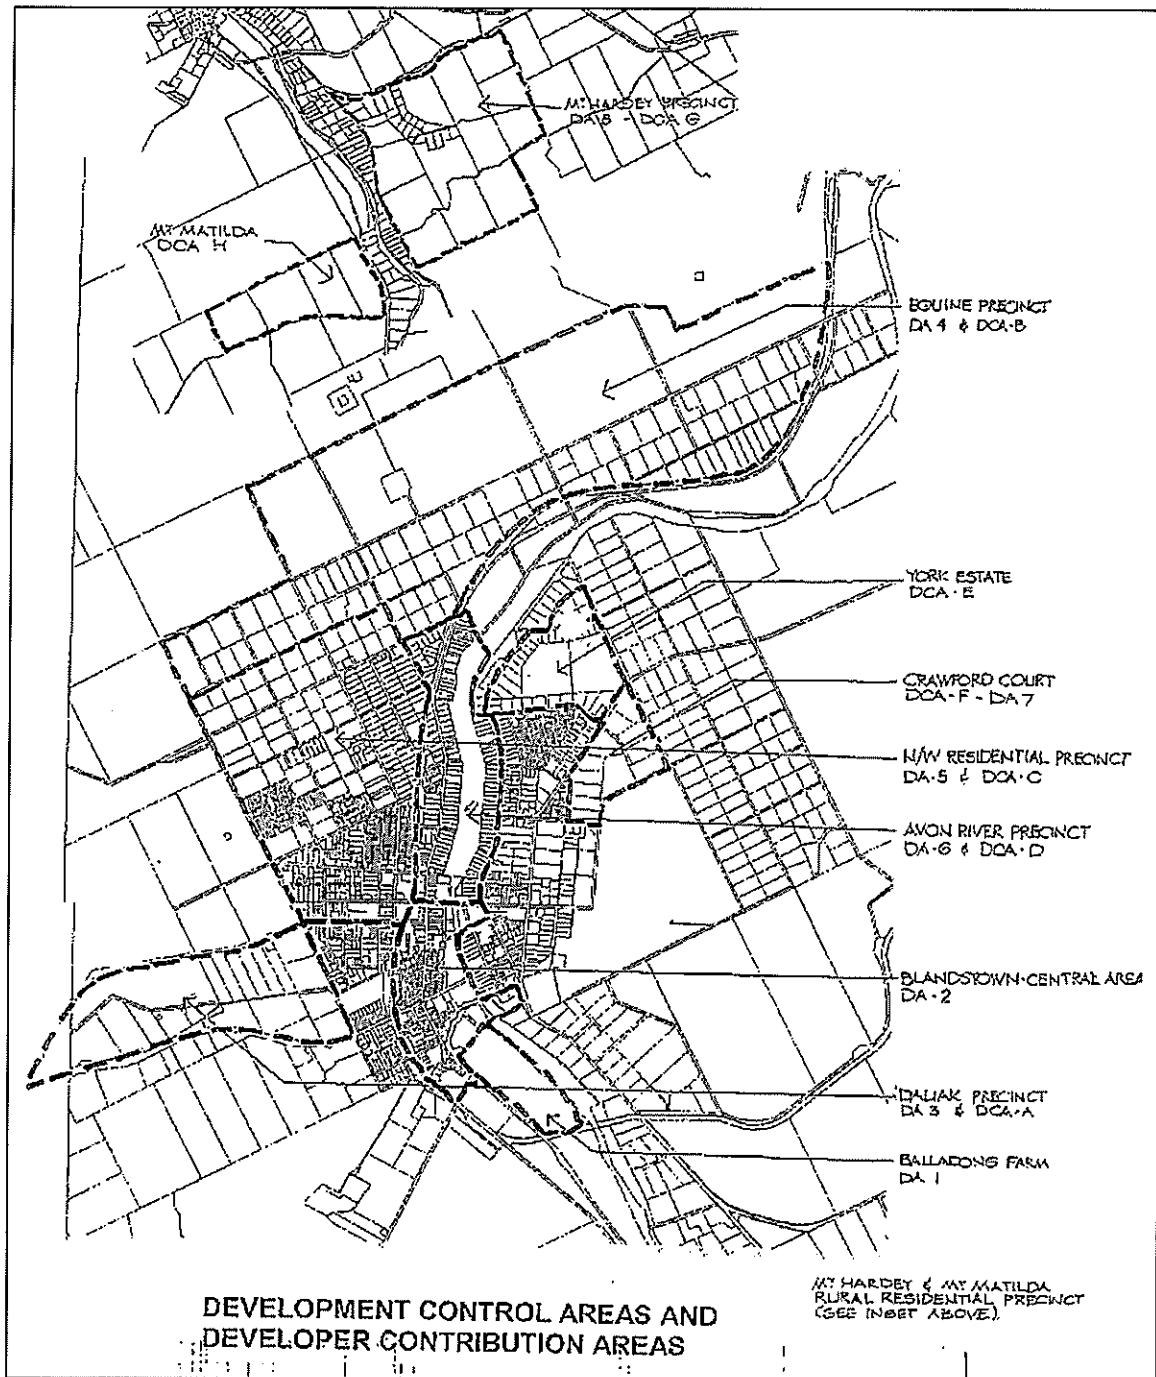 MT HARDEY PRECINCT
DA 8 - DCA G
MT MATILDA
DCA H
EQUINE PRECINCT
DA 4 & DCA·B
YORK ESTATE
DCA·E
CRAWFORD COURT
DCA·F - DA 7
N/W RESIDENTIAL PRECINCT
DA·5 & DCA·C
AVON RIVER PRECINCT
DA·6 & DCA·D
BLANDSTOWN·CENTRAL AREA
DA·2
DALIAK PRECINCT
DA 3 & DCA·A
BALLADONG FARM
DA 1
MT HARDEY & MT MATILDA
RURAL RESIDENTIAL PRECINCT
(SEE INSET ABOVE)
DEVELOPMENT CONTROL AREAS AND
DEVELOPER CONTRIBUTION AREAS